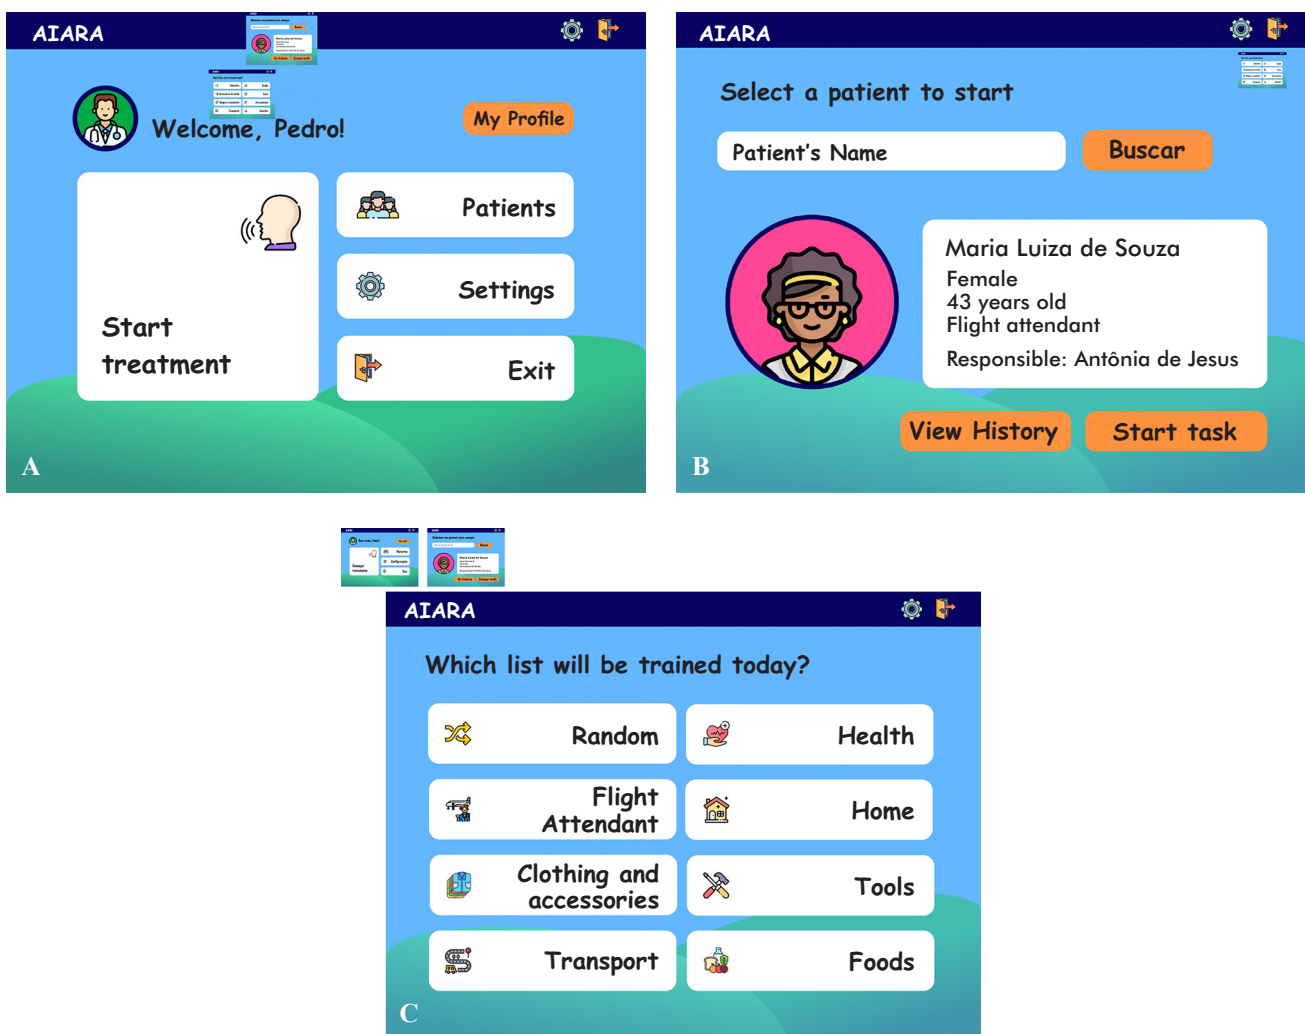 AIARA
Welcome, Pedro!
My Profile
Start
treatment
Patients
Settings
Exit
A
AIARA
Select a patient to start
Patient's Name
Buscar
Maria Luiza de Souza
Female
43 years old
Flight attendant
Responsible: Antônia de Jesus
View History
Start task
B
AIARA
Which list will be trained today?
Random
Health
Flight
Attendant
Home
Clothing and
accessories
Tools
Transport
Foods
C